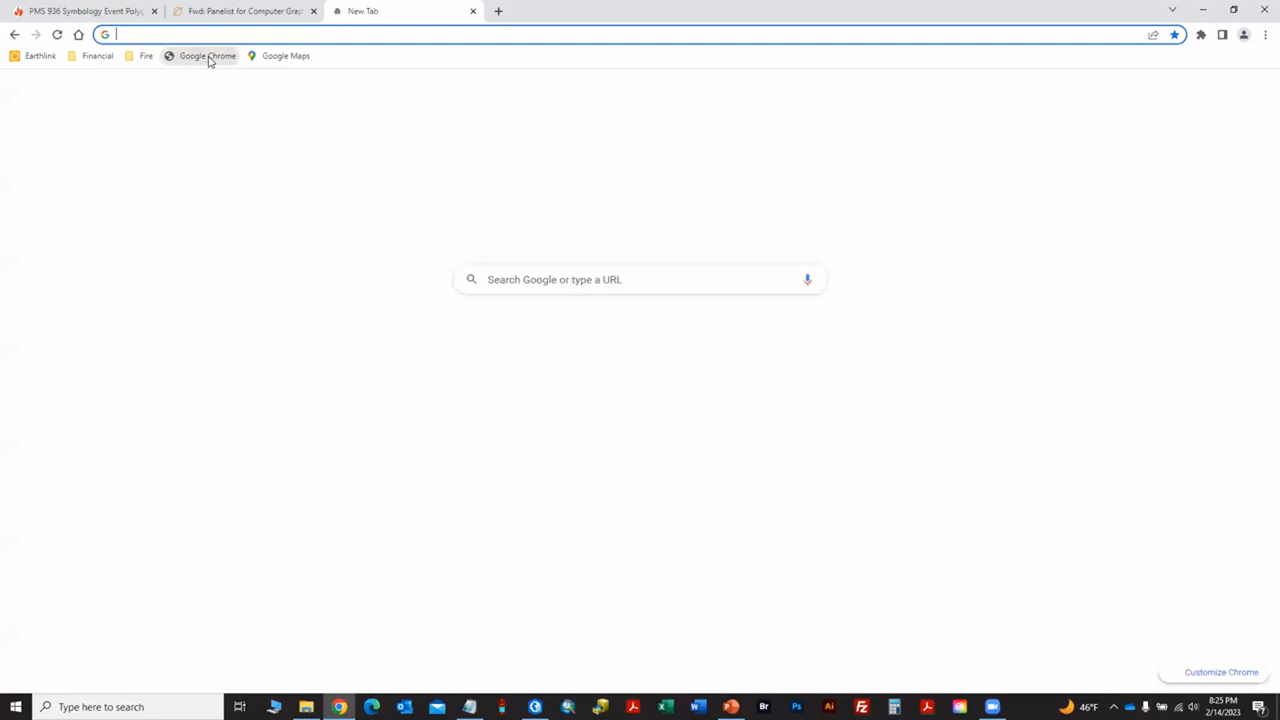 PMS 936 Symbology Event Polyg
Fwd: Panelist for Computer Grap
New Tab
Earthlink
Financial
Fire
Google Chrome
Google Maps
Search Google or type a URL
Customize Chrome
Type here to search
46°F
8:25 PM
2/14/2023